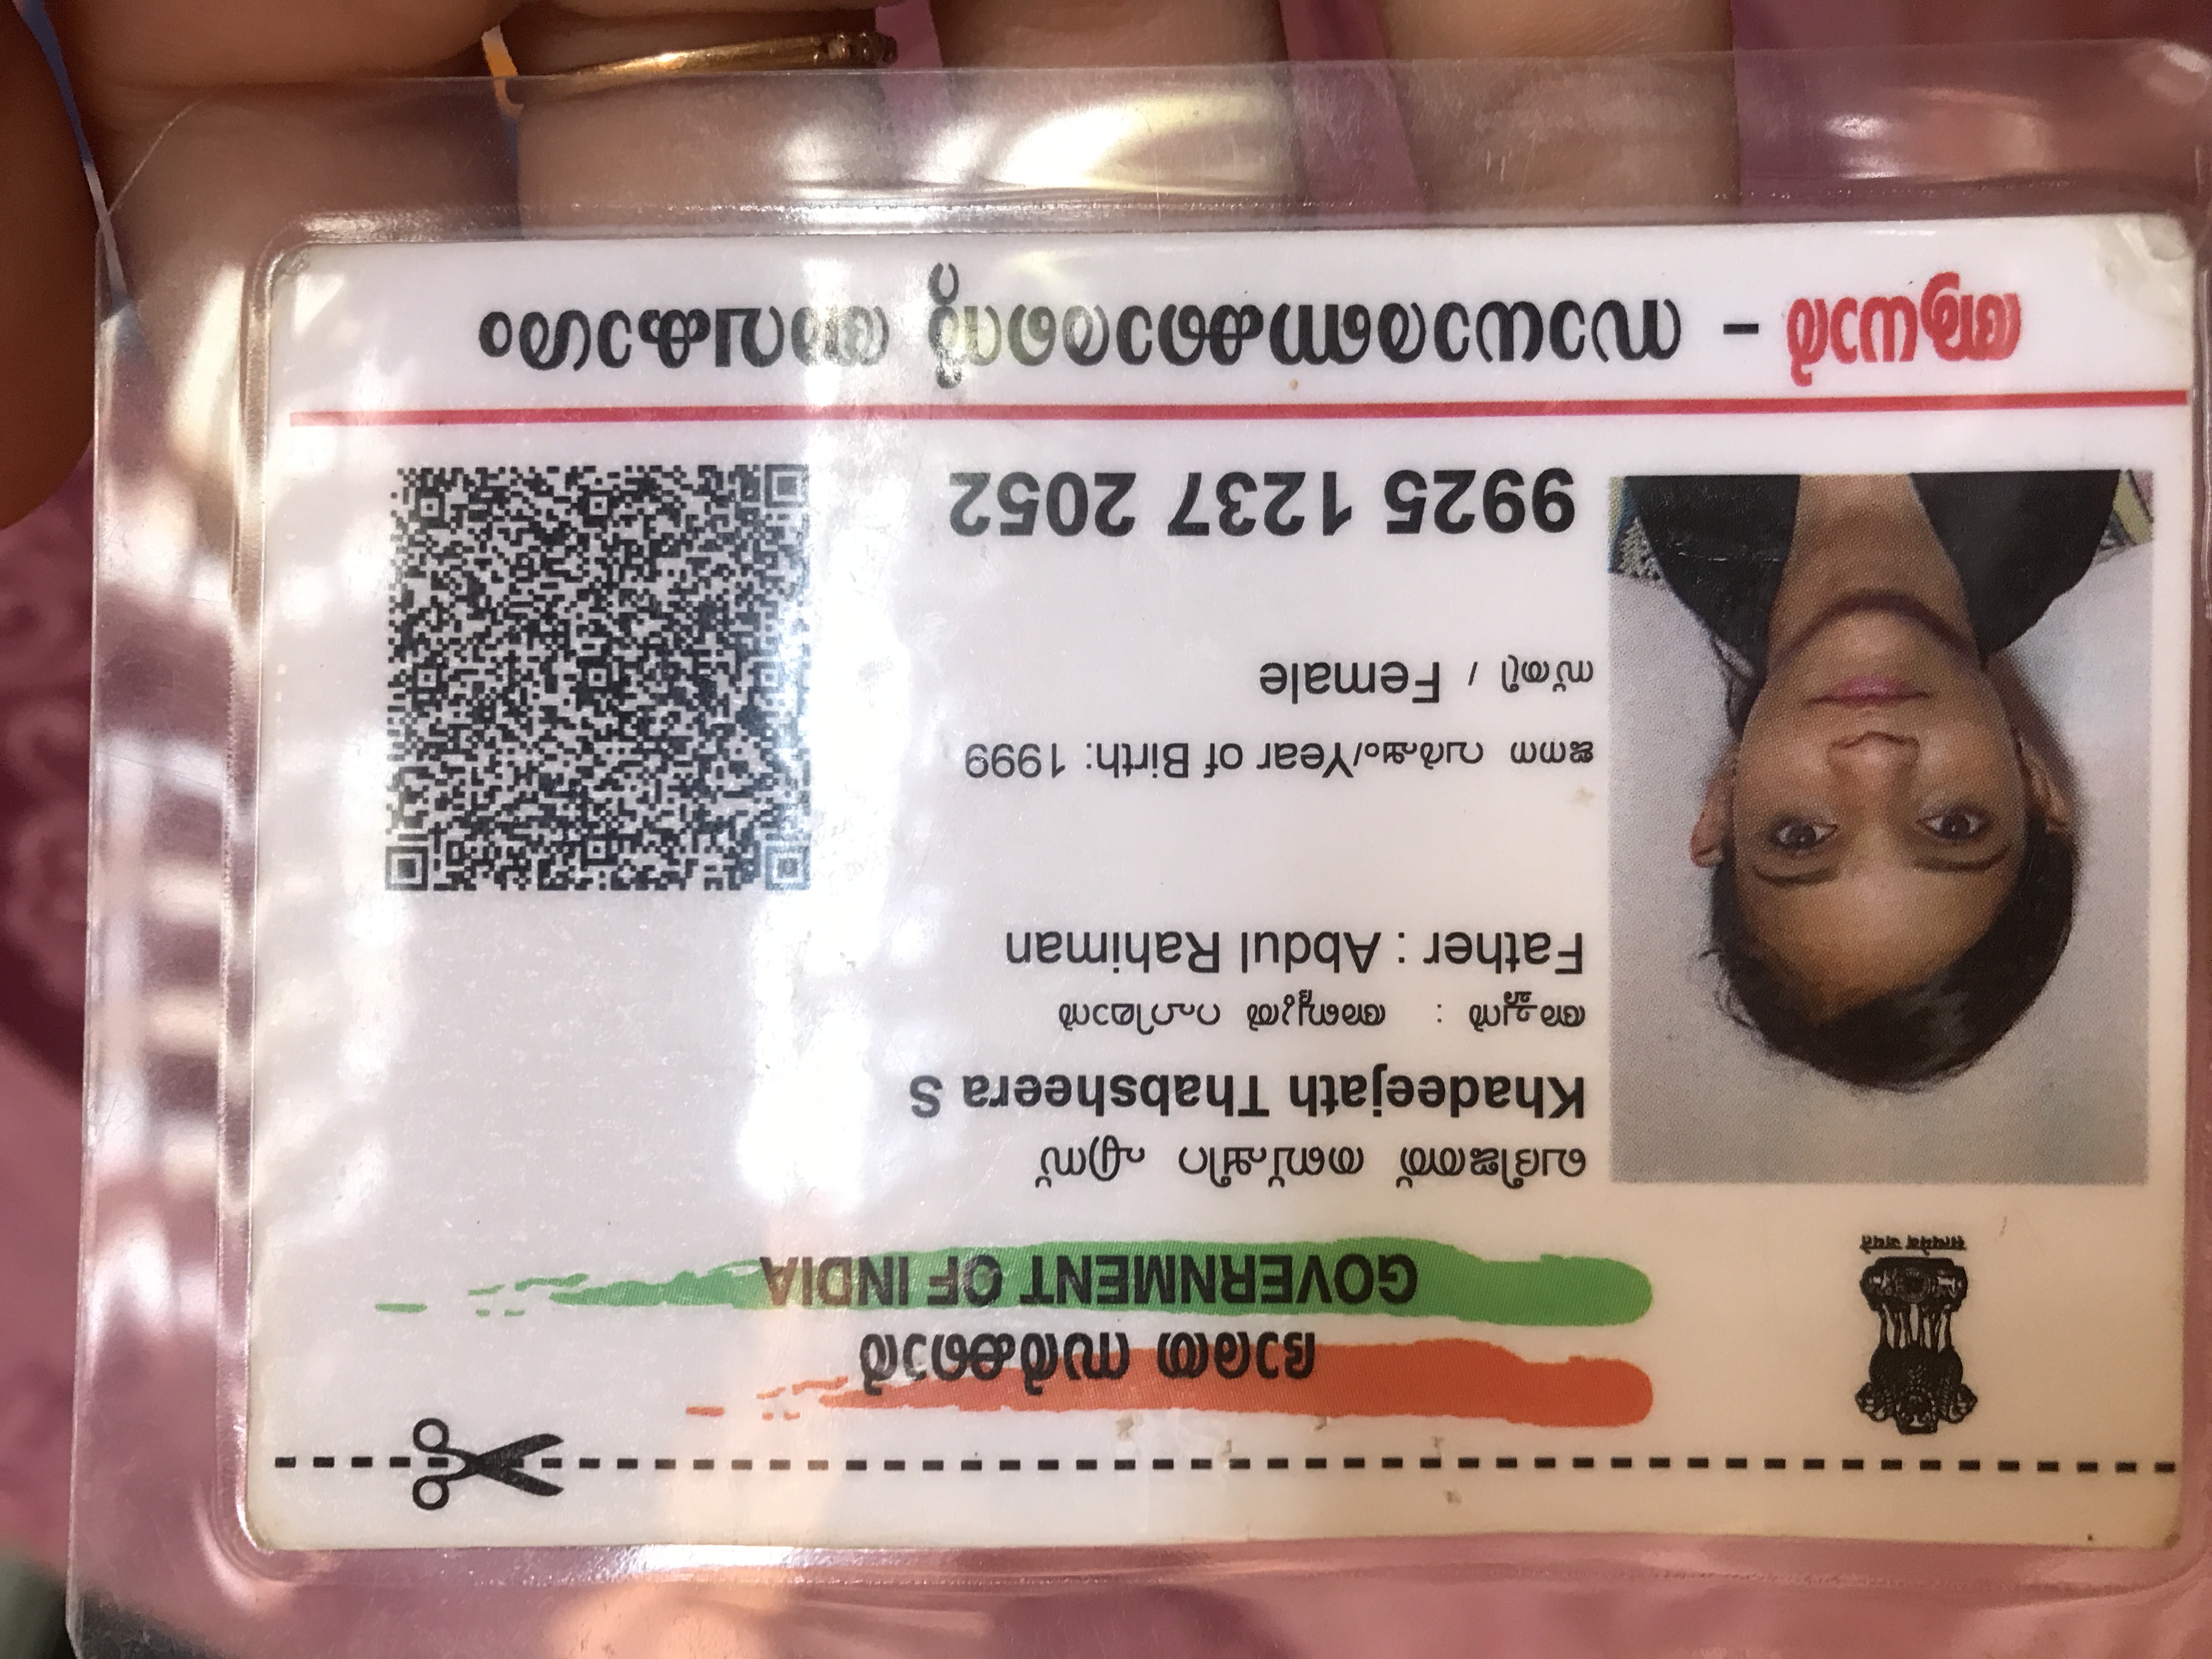 सत्यमेव जयते
ഭാരത സർക്കാർ
GOVERNMENT OF INDIA
ഖദീജത്ത് തബ്ഷീറ എസ്
Khadeejath Thabsheera S
അച്ഛൻ : അബ്ദുൽ റഹിമാൻ
Father : Abdul Rahiman
ജനന വർഷം/Year of Birth: 1999
സ്ത്രീ / Female
9925 1237 2052
ആധാർ - സാധാരണക്കാരന്റെ അവകാശം